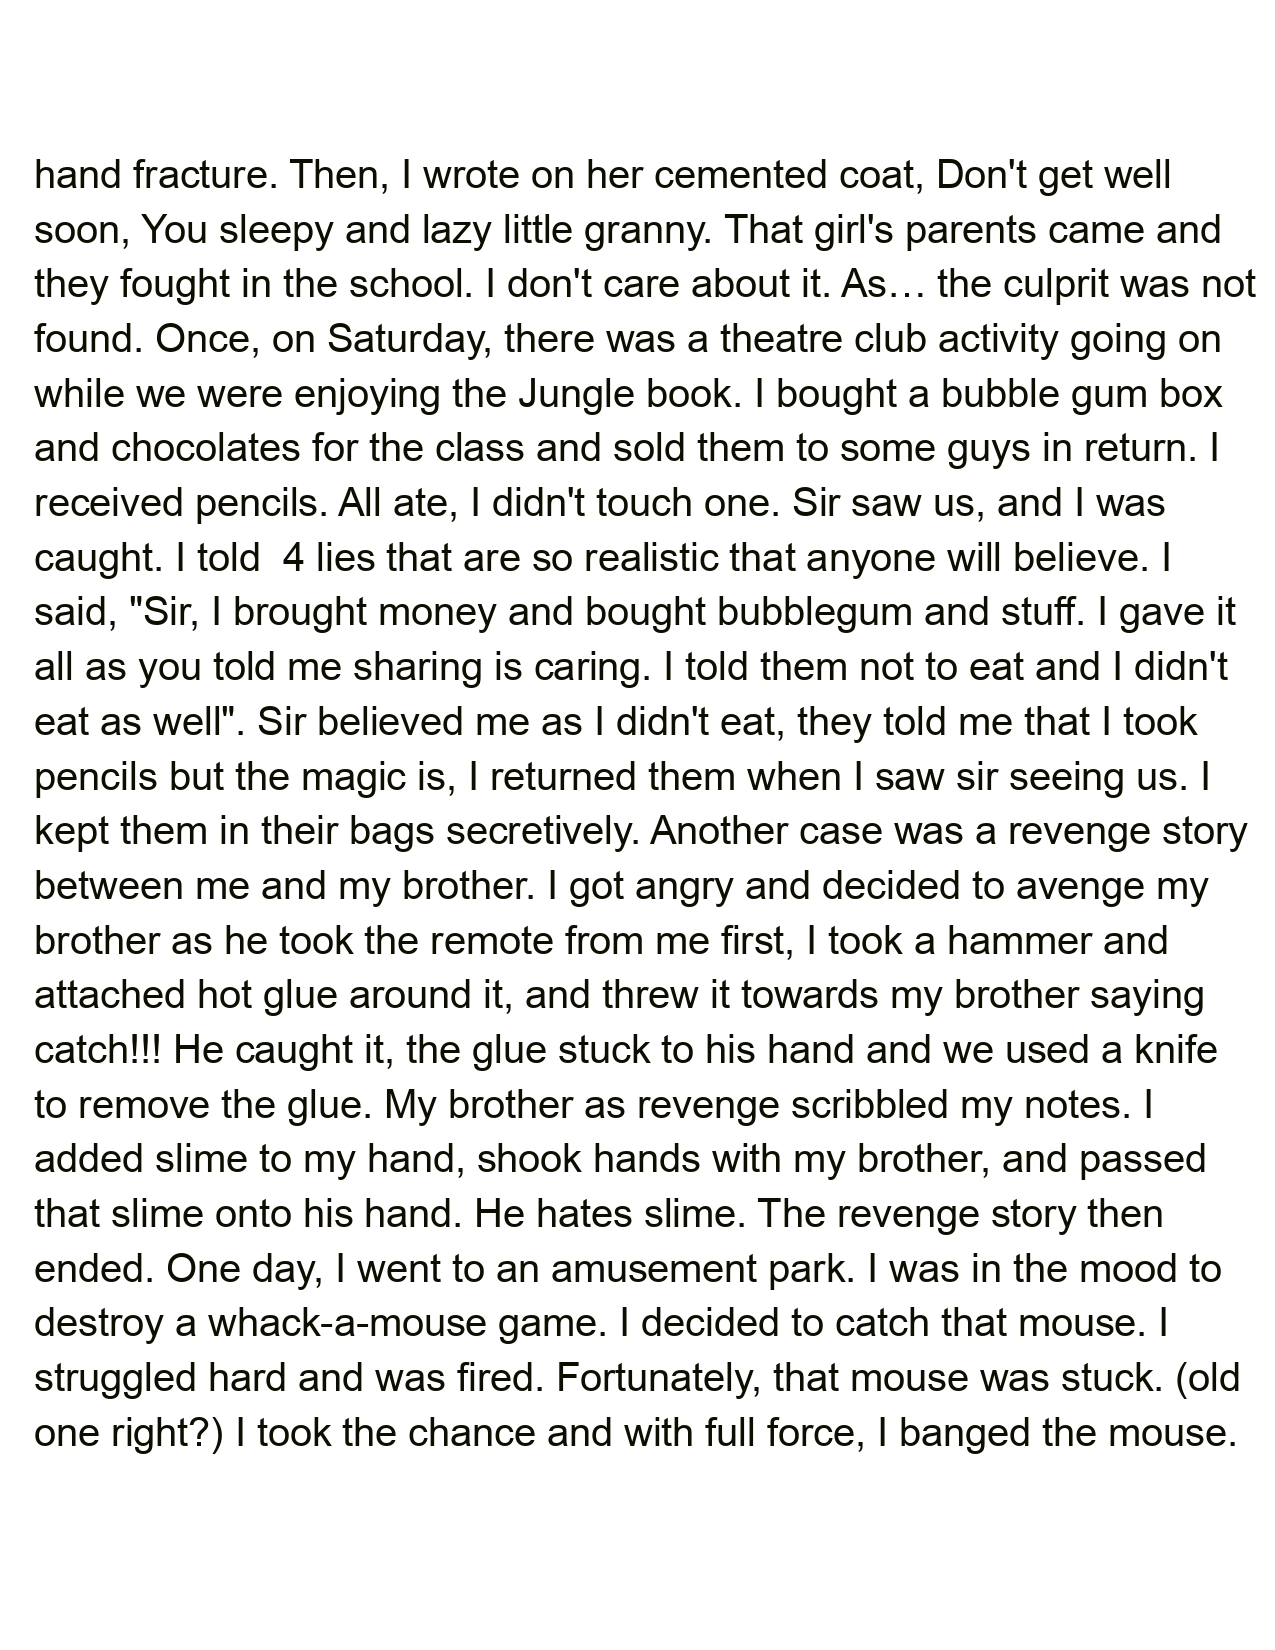 hand fracture. Then, I wrote on her cemented coat, Don't get well
soon, You sleepy and lazy little granny. That girl's parents came and
they fought in the school. I don't care about it. As… the culprit was not
found. Once, on Saturday, there was a theatre club activity going on
while we were enjoying the Jungle book. I bought a bubble gum box
and chocolates for the class and sold them to some guys in return. I
received pencils. All ate, I didn't touch one. Sir saw us, and I was
caught. I told  4 lies that are so realistic that anyone will believe. I
said, "Sir, I brought money and bought bubblegum and stuff. I gave it
all as you told me sharing is caring. I told them not to eat and I didn't
eat as well". Sir believed me as I didn't eat, they told me that I took
pencils but the magic is, I returned them when I saw sir seeing us. I
kept them in their bags secretively. Another case was a revenge story
between me and my brother. I got angry and decided to avenge my
brother as he took the remote from me first, I took a hammer and
attached hot glue around it, and threw it towards my brother saying
catch!!! He caught it, the glue stuck to his hand and we used a knife
to remove the glue. My brother as revenge scribbled my notes. I
added slime to my hand, shook hands with my brother, and passed
that slime onto his hand. He hates slime. The revenge story then
ended. One day, I went to an amusement park. I was in the mood to
destroy a whack-a-mouse game. I decided to catch that mouse. I
struggled hard and was fired. Fortunately, that mouse was stuck. (old
one right?) I took the chance and with full force, I banged the mouse.